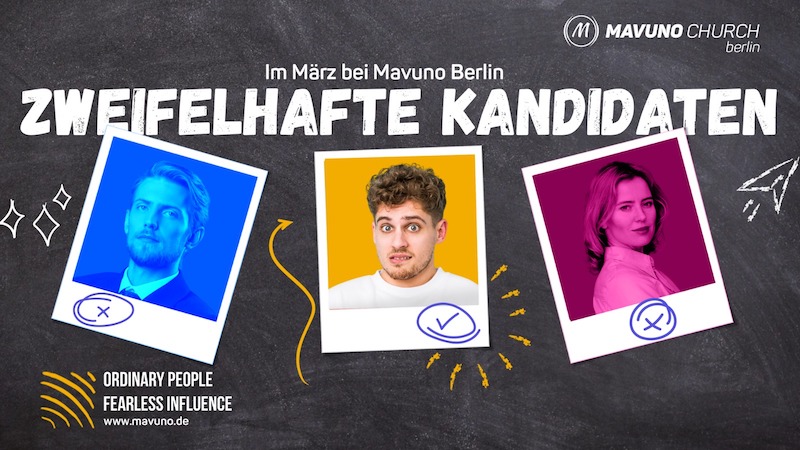 MAVUNO CHURCH
berlin
Im März bei Mavuno Berlin
ZWEIFELHAFTE KANDIDATEN
ORDINARY PEOPLE
FEARLESS INFLUENCE
www.mavuno.de